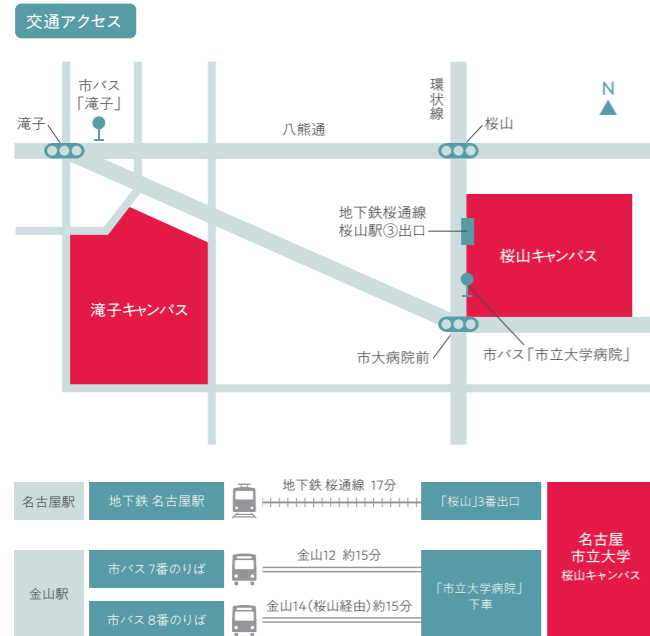 交通アクセス
市バス
「滝子」
滝子
八熊通
環状線
桜山
N
地下鉄桜通線
桜山駅③出口
桜山キャンパス
滝子キャンパス
市大病院前
市バス「市立大学病院」
名古屋駅
地下鉄 名古屋駅
地下鉄 桜通線 17分
「桜山」3番出口
金山駅
市バス 7番のりば
金山12 約15分
市バス 8番のりば
金山14(桜山経由)約15分
「市立大学病院」
下車
名古屋
市立大学
桜山キャンパス